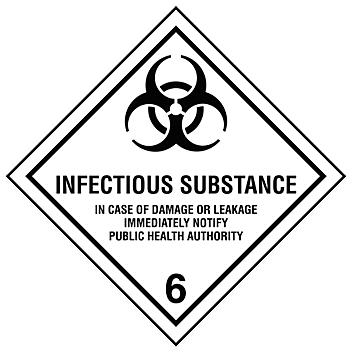 INFECTIOUS SUBSTANCE
IN CASE OF DAMAGE OR LEAKAGE
IMMEDIATELY NOTIFY
PUBLIC HEALTH AUTHORITY
6